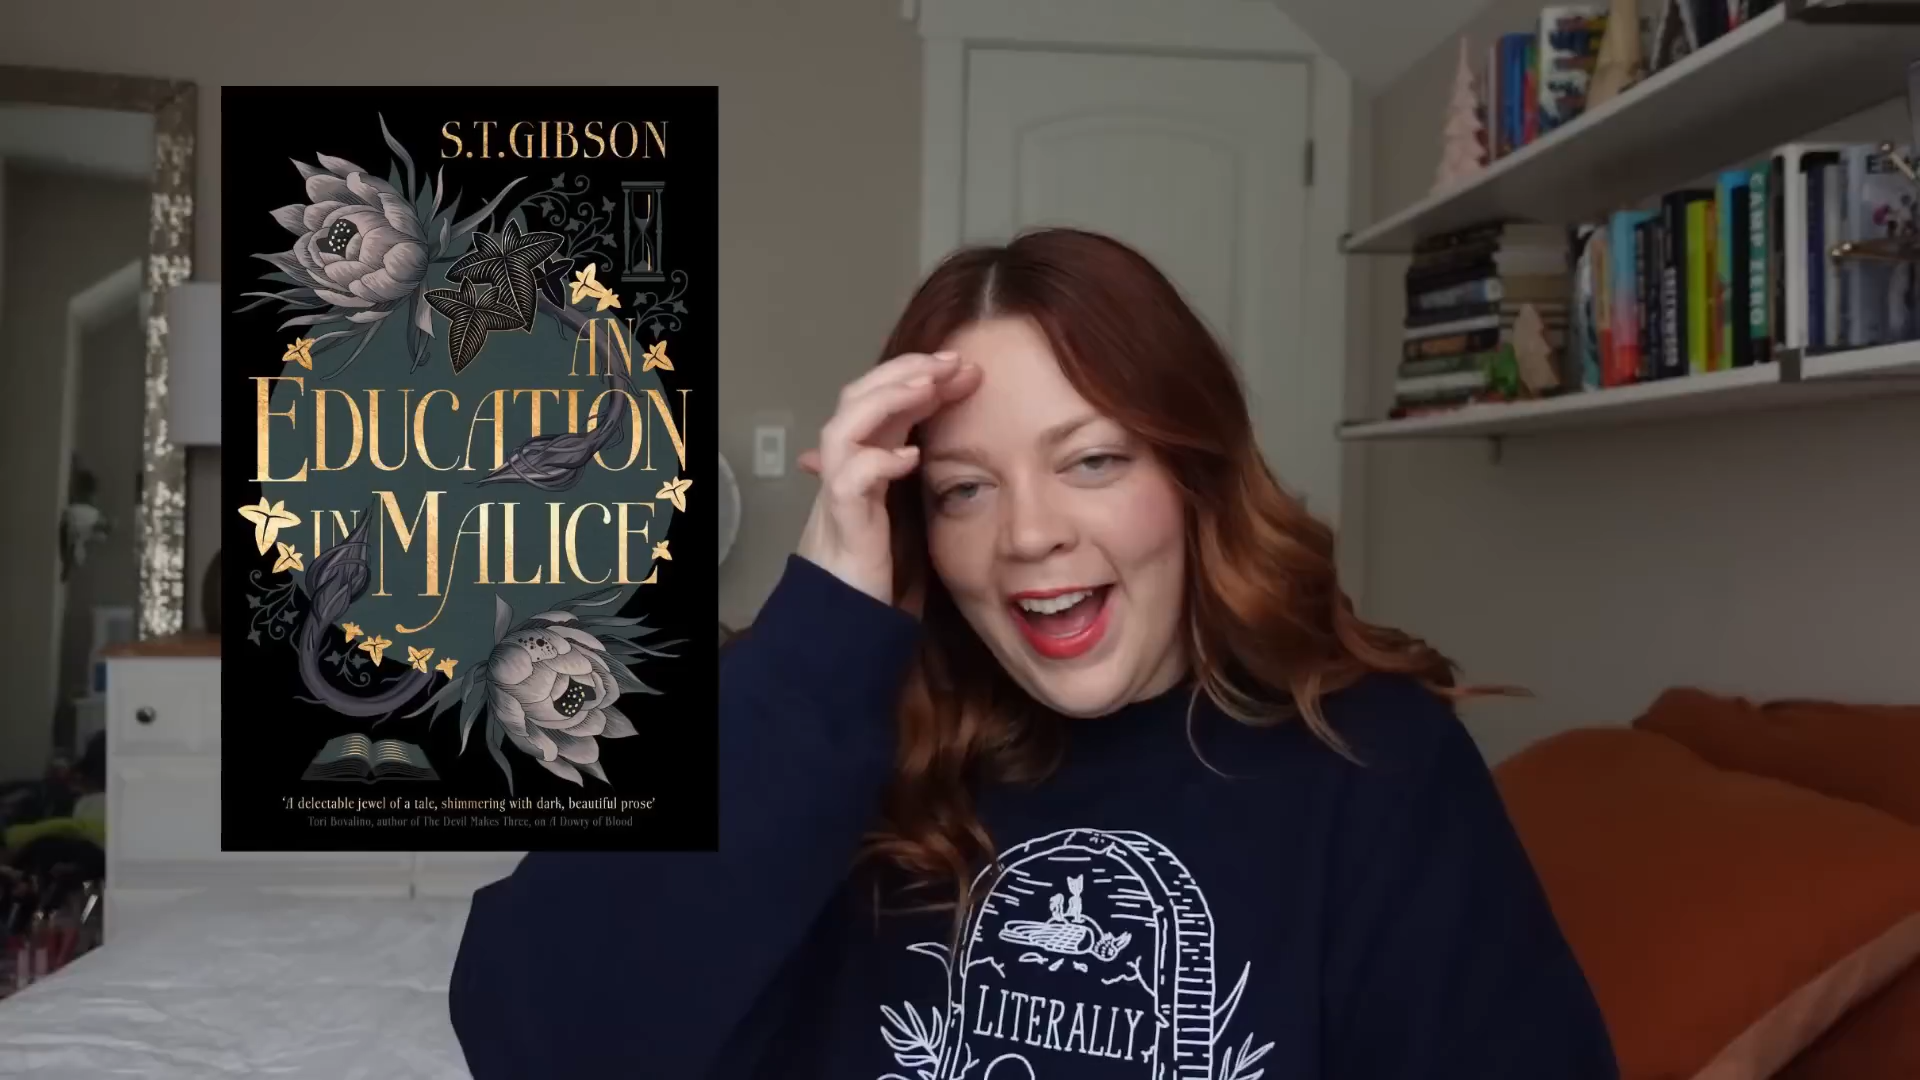 S.T.GIBSON
AN
EDUCATION
IN MALICE
'A delectable jewel of a tale, shimmering with dark, beautiful prose'
Tori Bovalino, author of The Devil Makes Three, on A Dowry of Blood
CAMP ZERO
LITERALLY